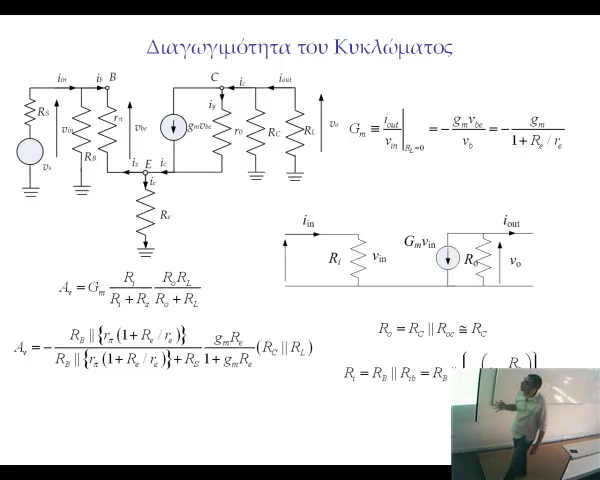 Διαγωγιμότητα του Κυκλώματος
i_in i_b B C i_c i_out
R_S v_in R_B r_π v_be g_m v_be i_y r_0 R_C R_L v_o
v_s i_s E i_c
i_e
R_e
G_m ≡ i_out / v_in |_{R_L=0} = − g_m v_be / v_b = − g_m / (1 + R_e / r_e)
i_in G_m v_in i_out
R_i v_in R_o v_o
A_v = G_m R_i / (R_i + R_s) R_o R_L / (R_o + R_L)
R_o = R_C || R_oc ≅ R_C
A_v = − R_B || {r_π (1 + R_e / r_e)} / (R_B || {r_π (1 + R_e / r_e)} + R_S) g_m R_e / (1 + g_m R_e) (R_C || R_L)
R_i = R_B || R_ib = R_B ||